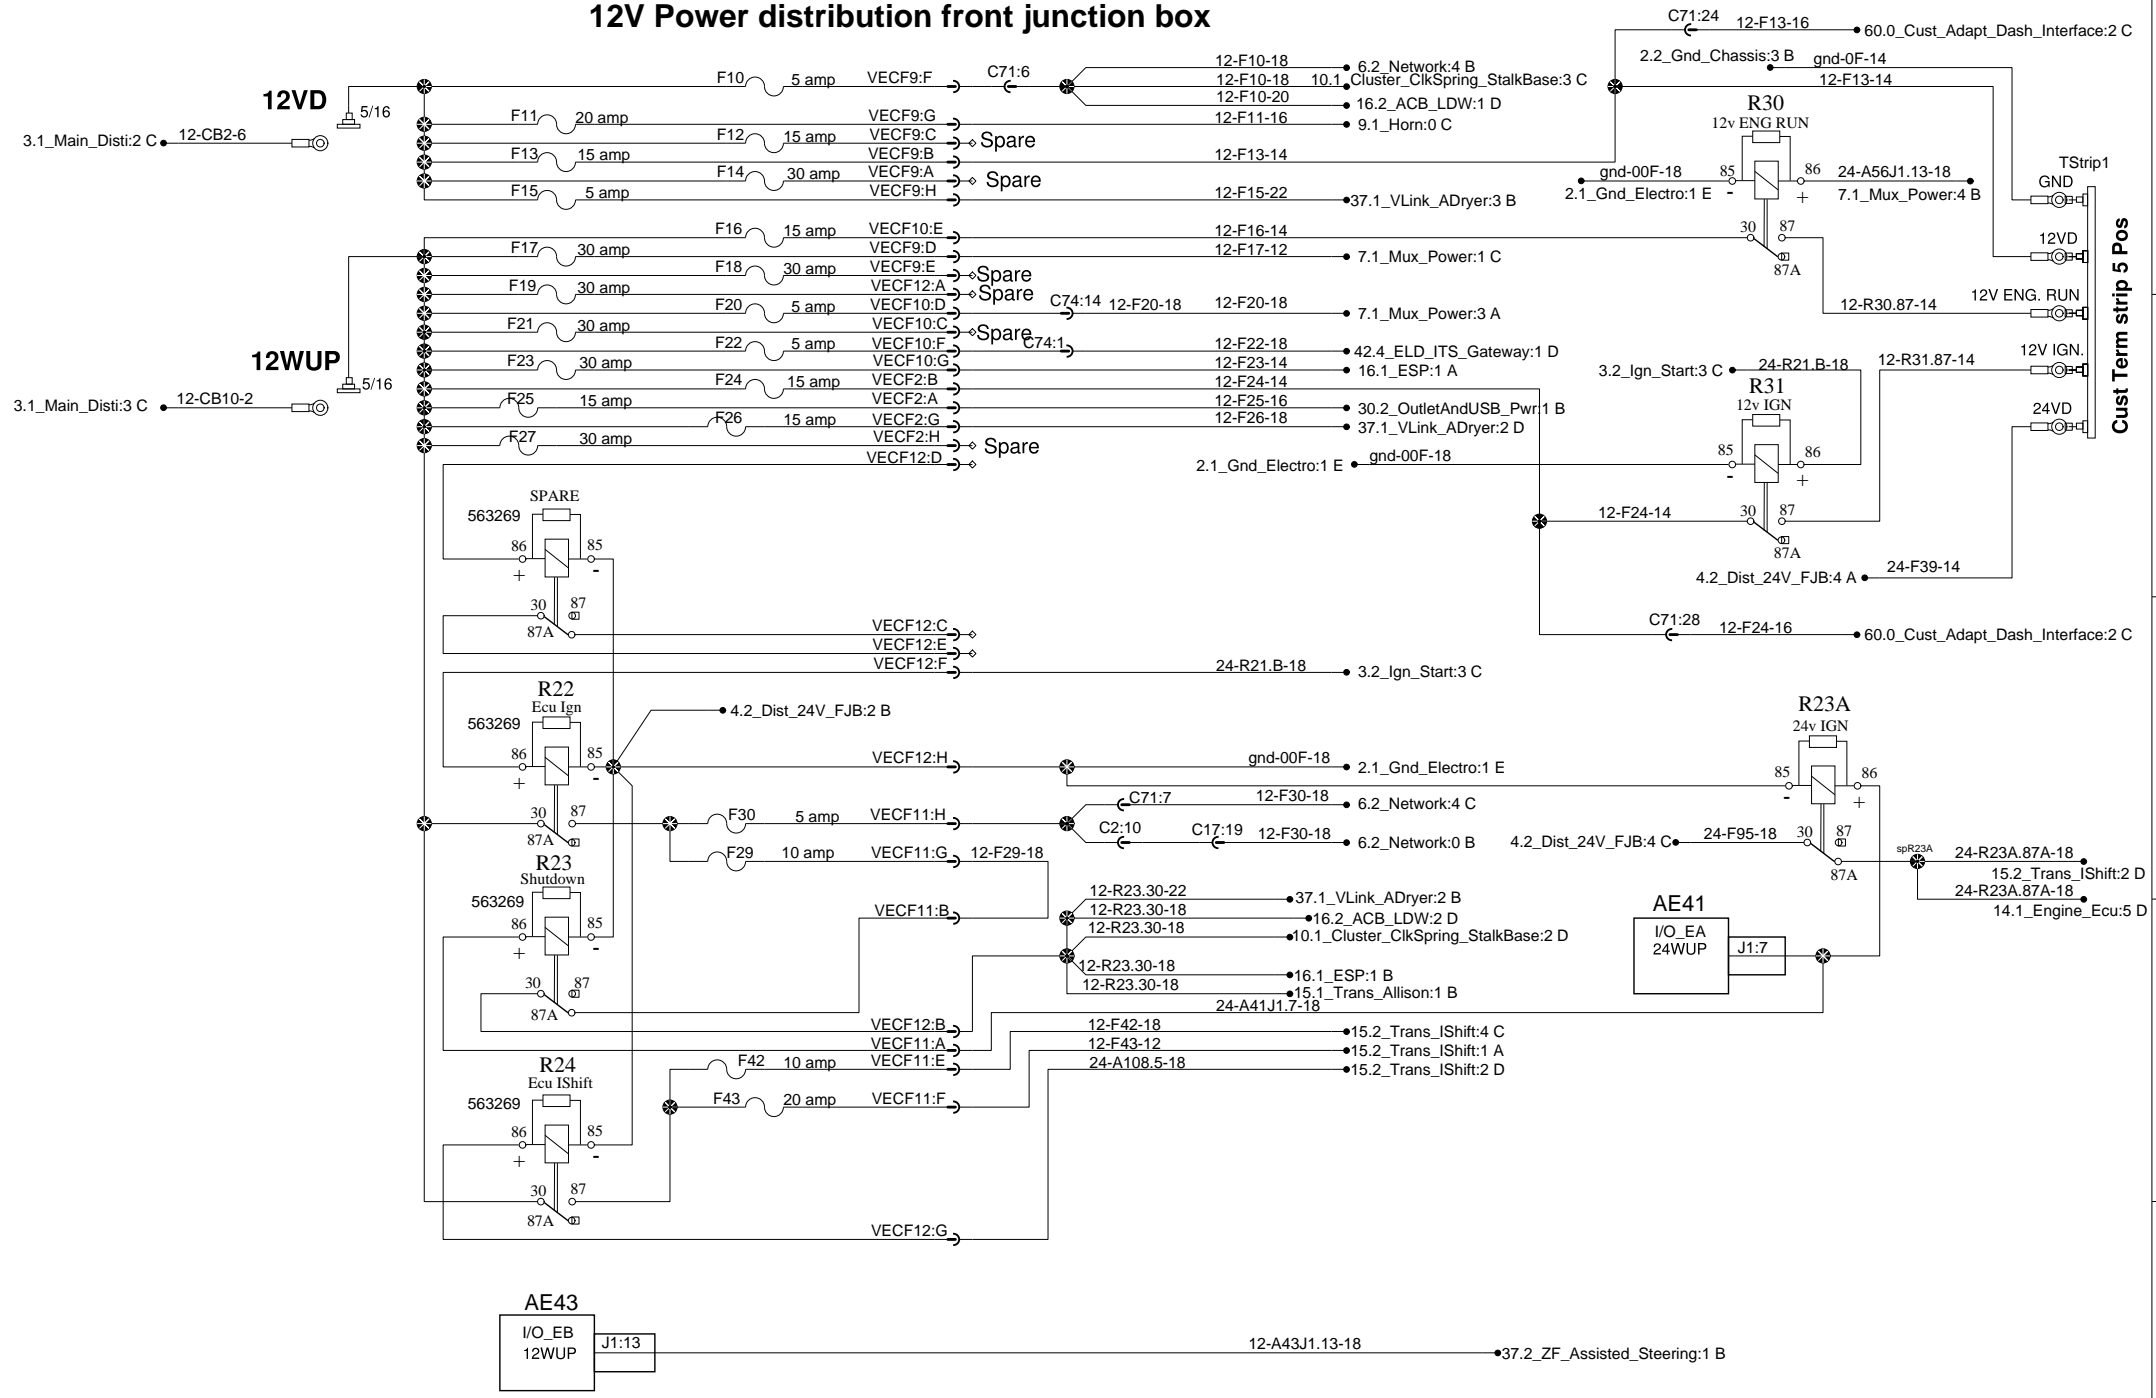 12V Power distribution front junction box
12VD
5/16
3.1_Main_Disti:2 C
12-CB2-6
F10
5 amp
VECF9:F
C71:6
12-F10-18
6.2_Network:4 B
12-F10-18
10.1_Cluster_ClkSpring_StalkBase:3 C
12-F10-20
16.2_ACB_LDW:1 D
F11
20 amp
VECF9:G
12-F11-16
9.1_Horn:0 C
F12
15 amp
VECF9:C
Spare
F13
15 amp
VECF9:B
12-F13-14
F14
30 amp
VECF9:A
Spare
F15
5 amp
VECF9:H
12-F15-22
37.1_VLink_ADryer:3 B
C71:24
12-F13-16
60.0_Cust_Adapt_Dash_Interface:2 C
2.2_Gnd_Chassis:3 B
gnd-0F-14
12-F13-14
R30
12v ENG RUN
gnd-00F-18
85
-
86
+
24-A56J1.13-18
2.1_Gnd_Electro:1 E
7.1_Mux_Power:4 B
30
87
87A
TStrip1
GND
12VD
12V ENG. RUN
12V IGN.
24VD
Cust Term strip 5 Pos
12WUP
5/16
3.1_Main_Disti:3 C
12-CB10-2
F16
15 amp
VECF10:E
12-F16-14
F17
30 amp
VECF9:D
12-F17-12
7.1_Mux_Power:1 C
F18
30 amp
VECF9:E
Spare
F19
30 amp
VECF12:A
Spare
F20
5 amp
VECF10:D
C74:14
12-F20-18
12-F20-18
7.1_Mux_Power:3 A
F21
30 amp
VECF10:C
Spare
F22
5 amp
VECF10:F
C74:1
12-F22-18
42.4_ELD_ITS_Gateway:1 D
F23
30 amp
VECF10:G
12-F23-14
16.1_ESP:1 A
F24
15 amp
VECF2:B
12-F24-14
F25
15 amp
VECF2:A
12-F25-16
30.2_OutletAndUSB_Pwr:1 B
F26
15 amp
VECF2:G
12-F26-18
37.1_VLink_ADryer:2 D
F27
30 amp
VECF2:H
Spare
VECF12:D
12-R30.87-14
3.2_Ign_Start:3 C
24-R21.B-18
12-R31.87-14
R31
12v IGN
2.1_Gnd_Electro:1 E
gnd-00F-18
85
-
86
+
12-F24-14
30
87
87A
4.2_Dist_24V_FJB:4 A
24-F39-14
C71:28
12-F24-16
60.0_Cust_Adapt_Dash_Interface:2 C
SPARE
563269
86
+
85
-
30
87
87A
VECF12:C
VECF12:E
VECF12:F
24-R21.B-18
3.2_Ign_Start:3 C
R22
Ecu Ign
563269
4.2_Dist_24V_FJB:2 B
86
+
85
-
VECF12:H
gnd-00F-18
2.1_Gnd_Electro:1 E
30
87
87A
F30
5 amp
VECF11:H
C71:7
12-F30-18
6.2_Network:4 C
C2:10
C17:19
12-F30-18
6.2_Network:0 B
F29
10 amp
VECF11:G
12-F29-18
R23A
24v IGN
85
-
86
+
4.2_Dist_24V_FJB:4 C
24-F95-18
30
87
87A
spR23A
24-R23A.87A-18
15.2_Trans_IShift:2 D
24-R23A.87A-18
14.1_Engine_Ecu:5 D
R23
Shutdown
563269
86
+
85
-
30
87
87A
VECF11:B
12-R23.30-22
37.1_VLink_ADryer:2 B
12-R23.30-18
16.2_ACB_LDW:2 D
12-R23.30-18
10.1_Cluster_ClkSpring_StalkBase:2 D
12-R23.30-18
16.1_ESP:1 B
12-R23.30-18
15.1_Trans_Allison:1 B
24-A41J1.7-18
AE41
I/O_EA
24WUP
J1:7
VECF12:B
12-F42-18
15.2_Trans_IShift:4 C
VECF11:A
12-F43-12
15.2_Trans_IShift:1 A
R24
Ecu IShift
563269
F42
10 amp
VECF11:E
24-A108.5-18
15.2_Trans_IShift:2 D
F43
20 amp
VECF11:F
86
+
85
-
30
87
87A
VECF12:G
AE43
I/O_EB
12WUP
J1:13
12-A43J1.13-18
37.2_ZF_Assisted_Steering:1 B